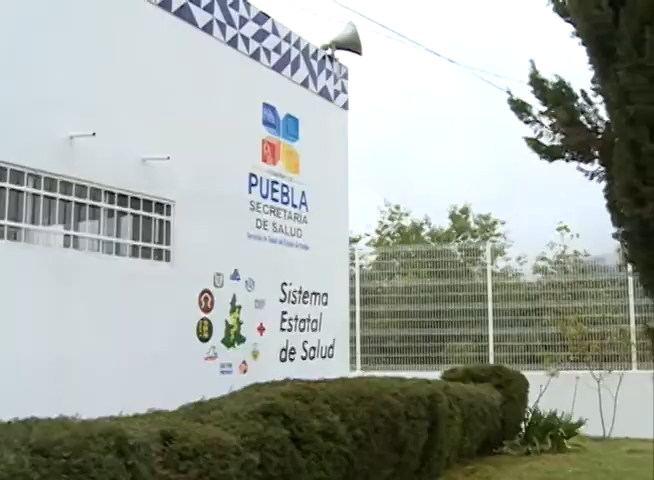 PUEBLA
SECRETARÍA
DE SALUD
Sistema
Estatal
de Salud